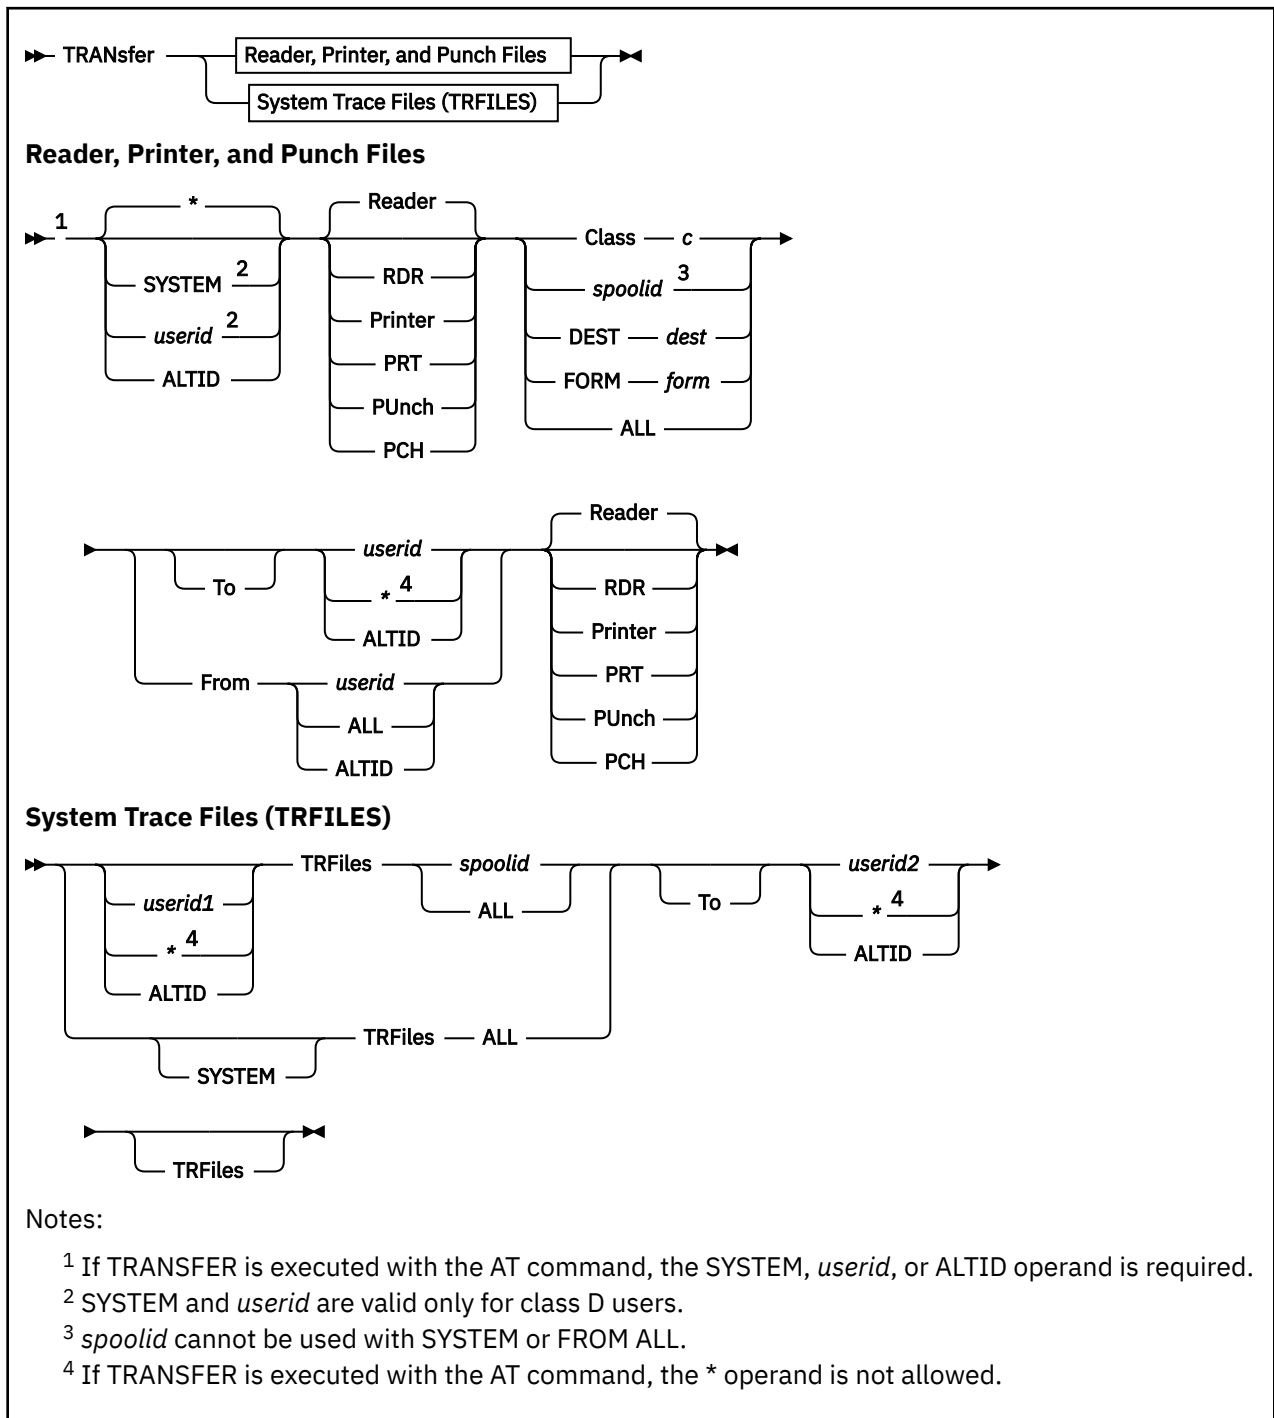 TRANsfer Reader, Printer, and Punch Files
System Trace Files (TRFILES)
Reader, Printer, and Punch Files
1 * Reader Class c
SYSTEM 2 RDR spoolid 3
userid 2 Printer DEST dest
ALTID PRT FORM form
PUnch ALL
PCH
To userid Reader
* 4 RDR
ALTID Printer
From userid PRT
ALL PUnch
ALTID PCH
System Trace Files (TRFILES)
TRFiles spoolid To userid2
userid1 ALL * 4
* 4 ALTID
ALTID
SYSTEM TRFiles ALL
TRFiles
Notes:
1 If TRANSFER is executed with the AT command, the SYSTEM, userid, or ALTID operand is required.
2 SYSTEM and userid are valid only for class D users.
3 spoolid cannot be used with SYSTEM or FROM ALL.
4 If TRANSFER is executed with the AT command, the * operand is not allowed.